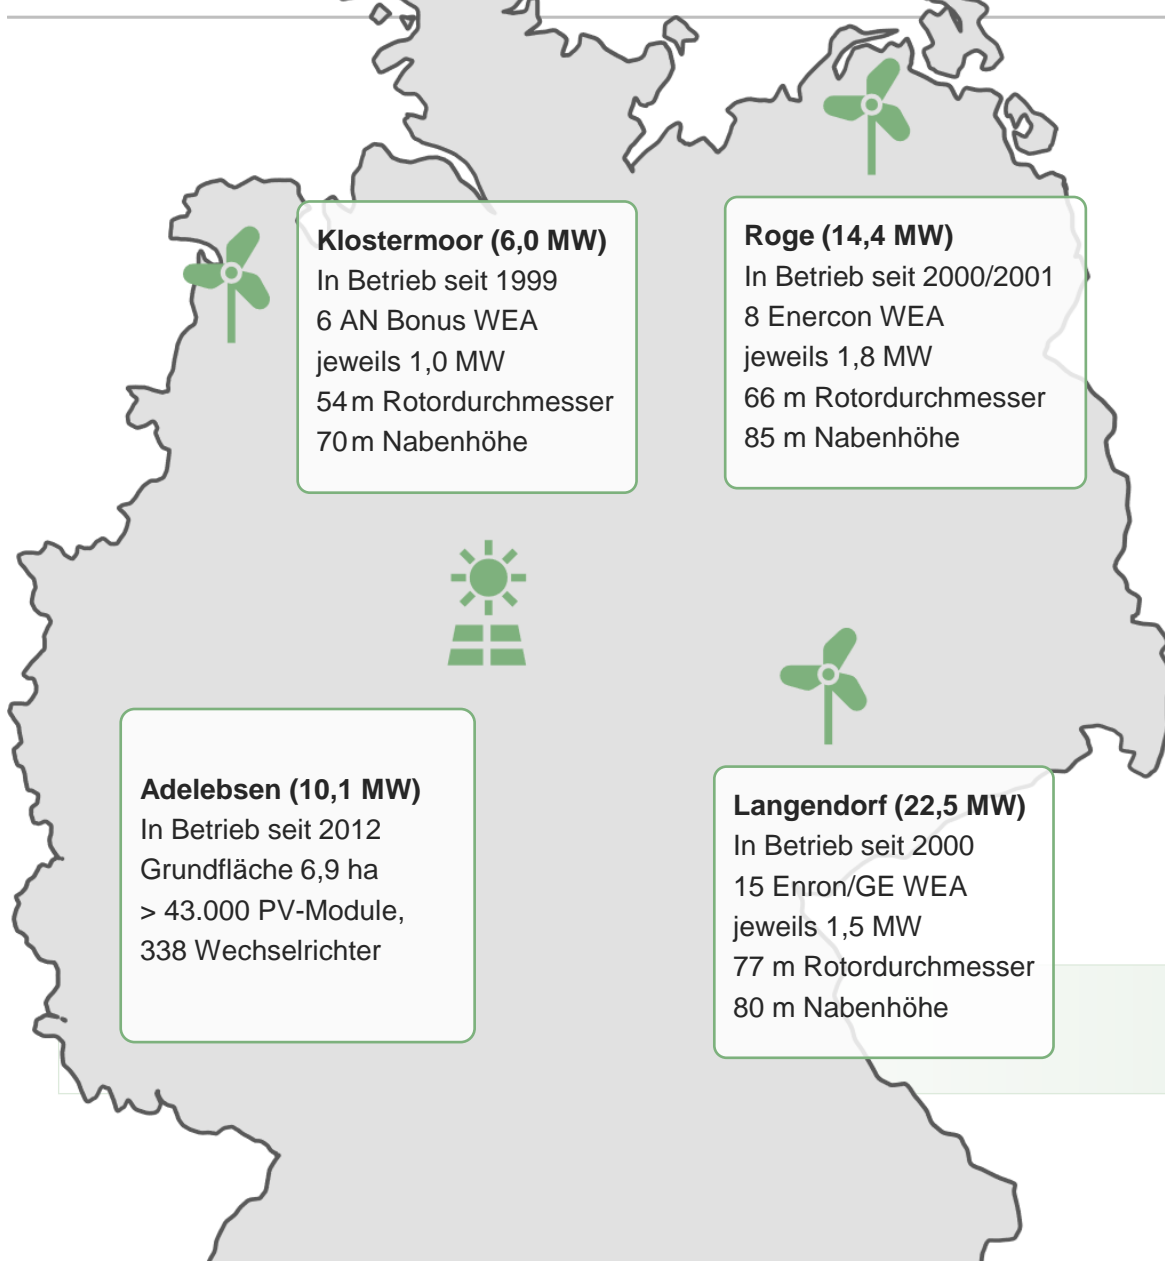 Klostermoor (6,0 MW)
In Betrieb seit 1999
6 AN Bonus WEA
jeweils 1,0 MW
54 m Rotordurchmesser
70 m Nabenhöhe
Roge (14,4 MW)
In Betrieb seit 2000/2001
8 Enercon WEA
jeweils 1,8 MW
66 m Rotordurchmesser
85 m Nabenhöhe
Adelebsen (10,1 MW)
In Betrieb seit 2012
Grundfläche 6,9 ha
> 43.000 PV-Module,
338 Wechselrichter
Langendorf (22,5 MW)
In Betrieb seit 2000
15 Enron/GE WEA
jeweils 1,5 MW
77 m Rotordurchmesser
80 m Nabenhöhe